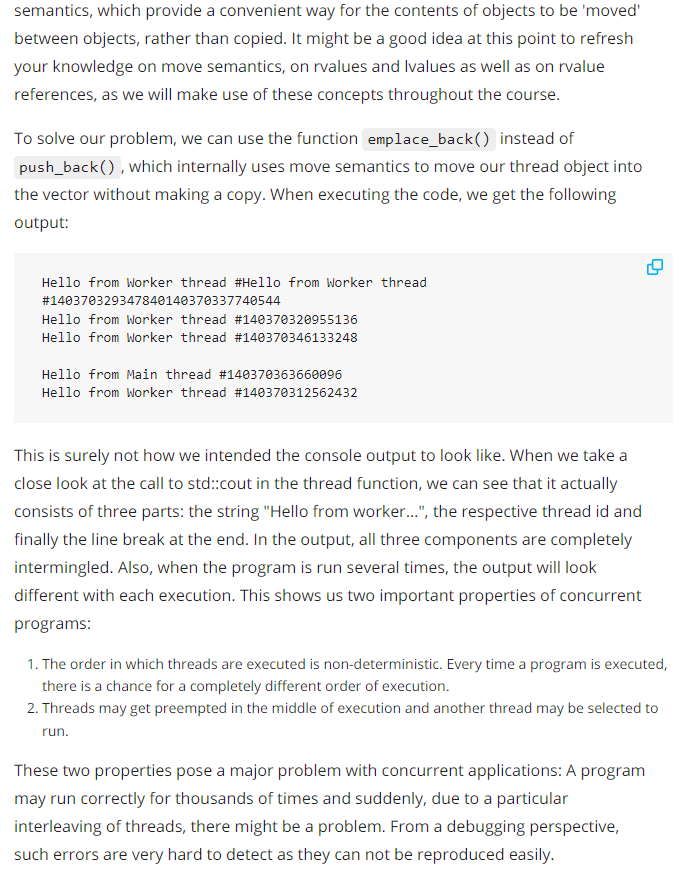 semantics, which provide a convenient way for the contents of objects to be 'moved'
between objects, rather than copied. It might be a good idea at this point to refresh
your knowledge on move semantics, on rvalues and lvalues as well as on rvalue
references, as we will make use of these concepts throughout the course.
To solve our problem, we can use the function emplace_back() instead of
push_back() , which internally uses move semantics to move our thread object into
the vector without making a copy. When executing the code, we get the following
output:
Hello from Worker thread #Hello from Worker thread
#140370329347840140370337740544
Hello from Worker thread #140370320955136
Hello from Worker thread #140370346133248
Hello from Main thread #140370363660096
Hello from Worker thread #140370312562432
This is surely not how we intended the console output to look like. When we take a
close look at the call to std::cout in the thread function, we can see that it actually
consists of three parts: the string "Hello from worker…", the respective thread id and
finally the line break at the end. In the output, all three components are completely
intermingled. Also, when the program is run several times, the output will look
different with each execution. This shows us two important properties of concurrent
programs:
1. The order in which threads are executed is non-deterministic. Every time a program is executed,
there is a chance for a completely different order of execution.
2. Threads may get preempted in the middle of execution and another thread may be selected to
run.
These two properties pose a major problem with concurrent applications: A program
may run correctly for thousands of times and suddenly, due to a particular
interleaving of threads, there might be a problem. From a debugging perspective,
such errors are very hard to detect as they can not be reproduced easily.